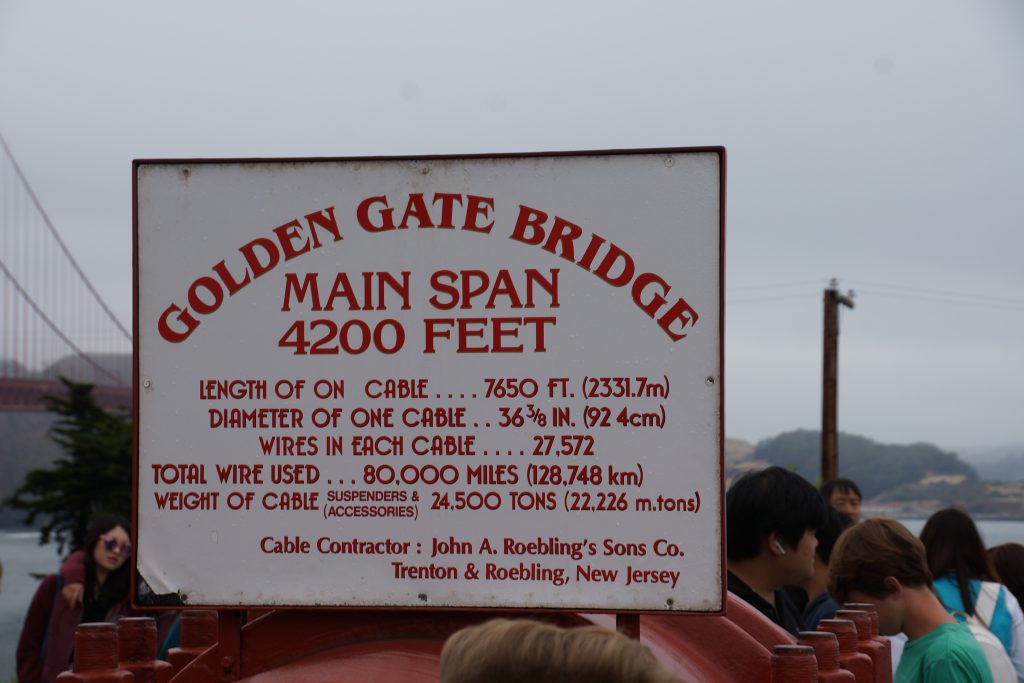 GOLDEN GATE BRIDGE
MAIN SPAN
4200 FEET
LENGTH OF ON CABLE .... 7650 FT. (2331.7m)
DIAMETER OF ONE CABLE .. 36 3/8 IN. (92 4cm)
WIRES IN EACH CABLE .... 27,572
TOTAL WIRE USED ... 80,000 MILES (128,748 km)
WEIGHT OF CABLE SUSPENDERS & (ACCESSORIES) 24,500 TONS (22,226 m.tons)
Cable Contractor : John A. Roebling's Sons Co.
Trenton & Roebling, New Jersey